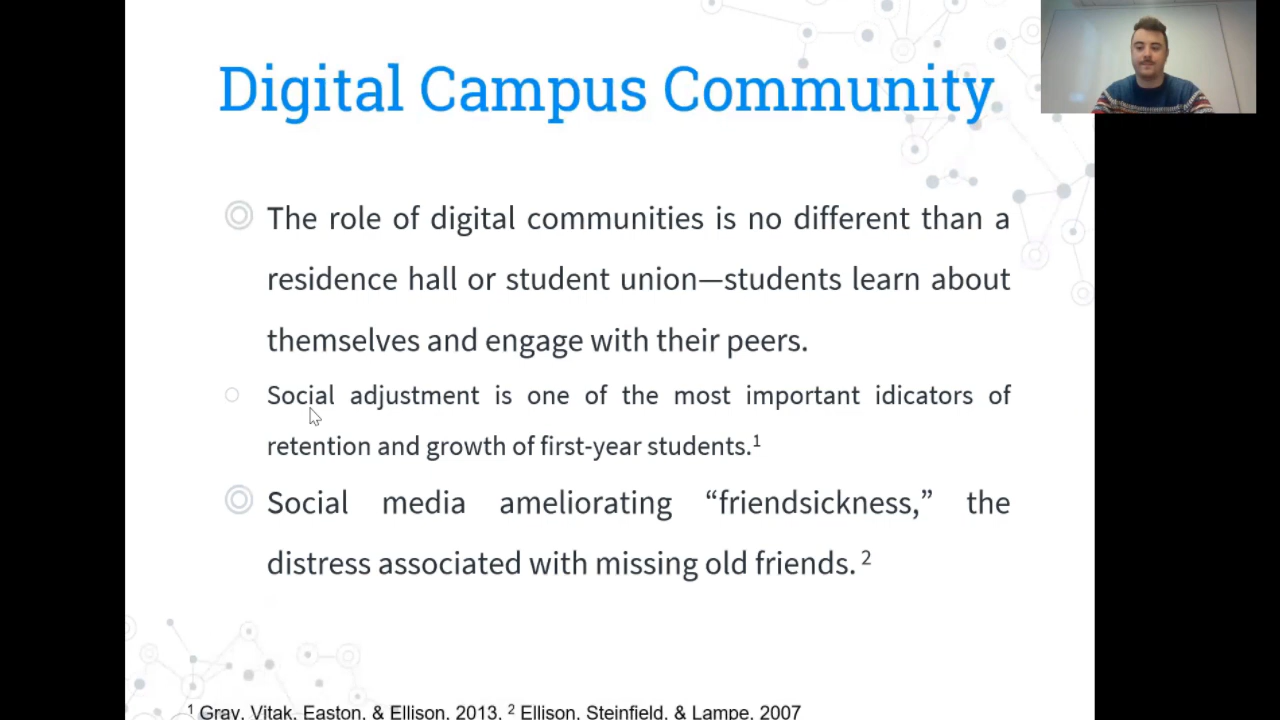 Digital Campus Community
The role of digital communities is no different than a
residence hall or student union—students learn about
themselves and engage with their peers.
Social adjustment is one of the most important idicators of
retention and growth of first-year students.¹
Social media ameliorating “friendsickness,” the
distress associated with missing old friends. ²
¹ Gray, Vitak, Easton, & Ellison, 2013, ² Ellison, Steinfield, & Lampe, 2007